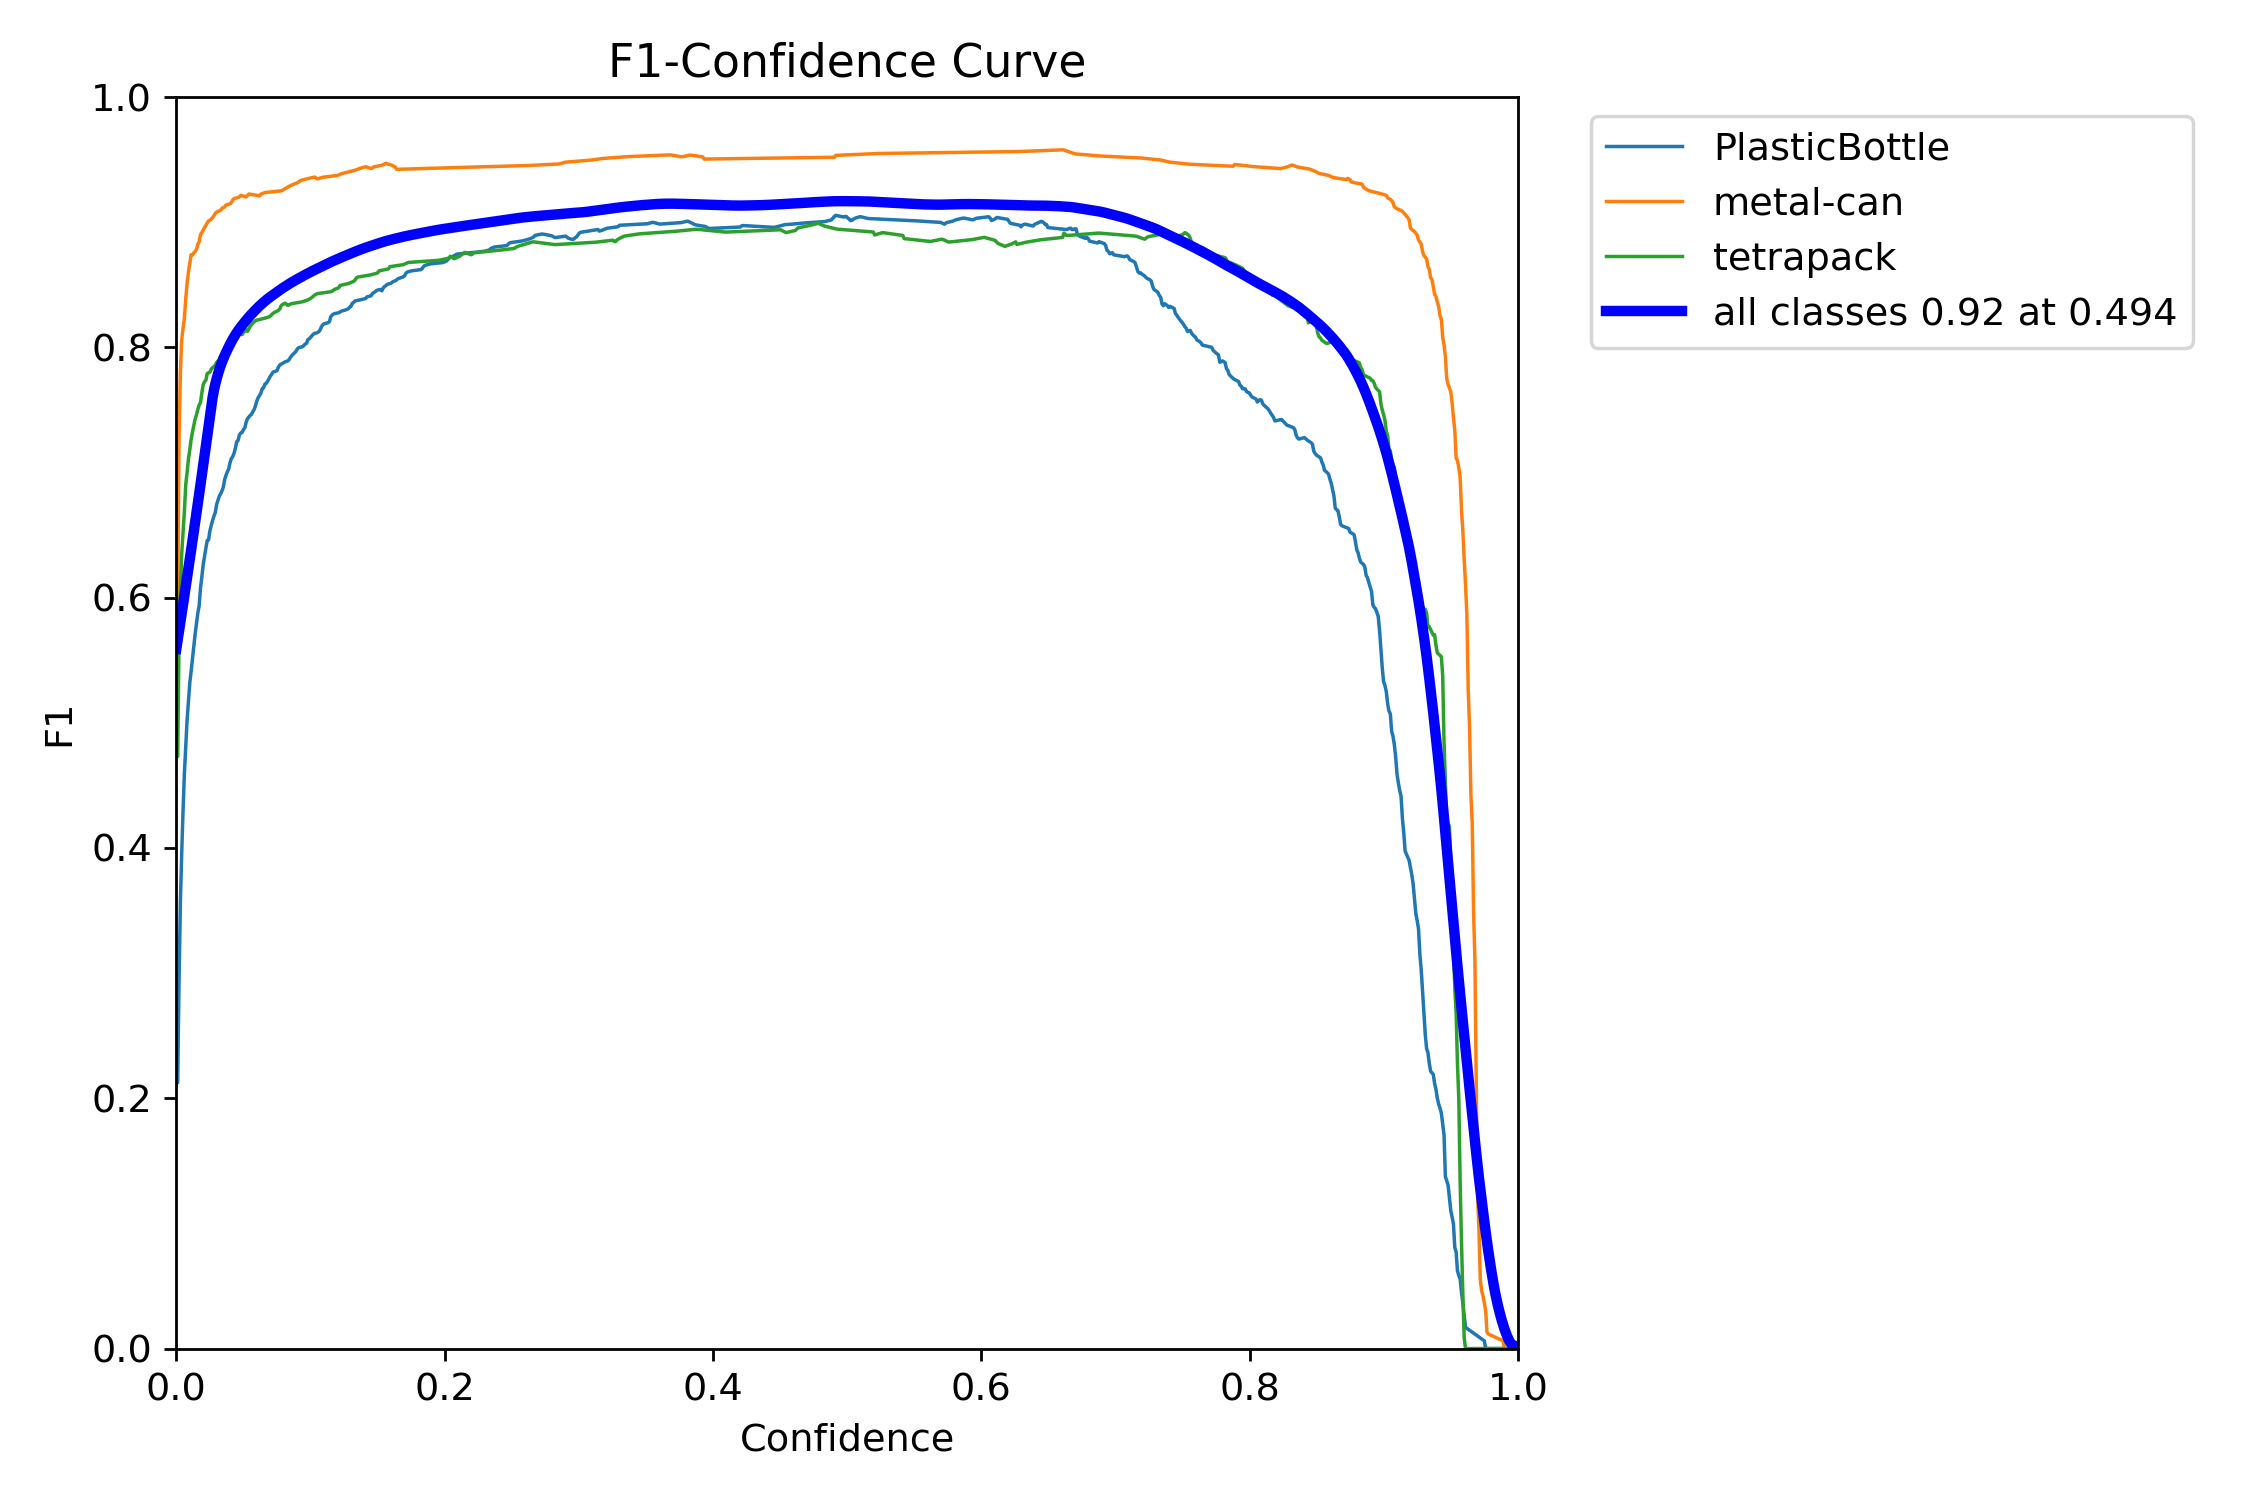 F1-Confidence Curve
1.0
0.8
0.6
0.4
0.2
0.0
F1
0.0 0.2 0.4 0.6 0.8 1.0
Confidence
PlasticBottle
metal-can
tetrapack
all classes 0.92 at 0.494